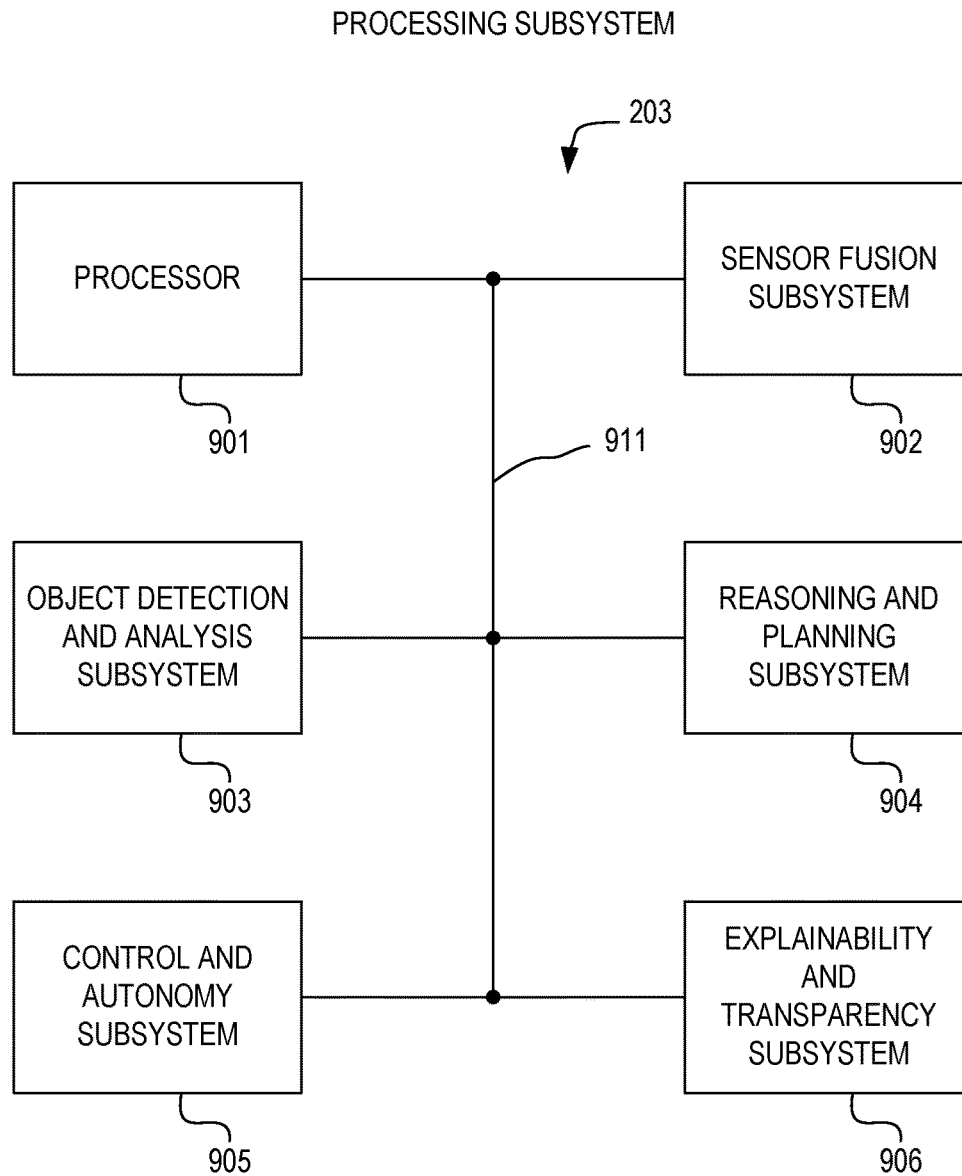 PROCESSING SUBSYSTEM
203
PROCESSOR
901
SENSOR FUSION
SUBSYSTEM
902
911
OBJECT DETECTION
AND ANALYSIS
SUBSYSTEM
903
REASONING AND
PLANNING
SUBSYSTEM
904
CONTROL AND
AUTONOMY
SUBSYSTEM
905
EXPLAINABILITY
AND
TRANSPARENCY
SUBSYSTEM
906